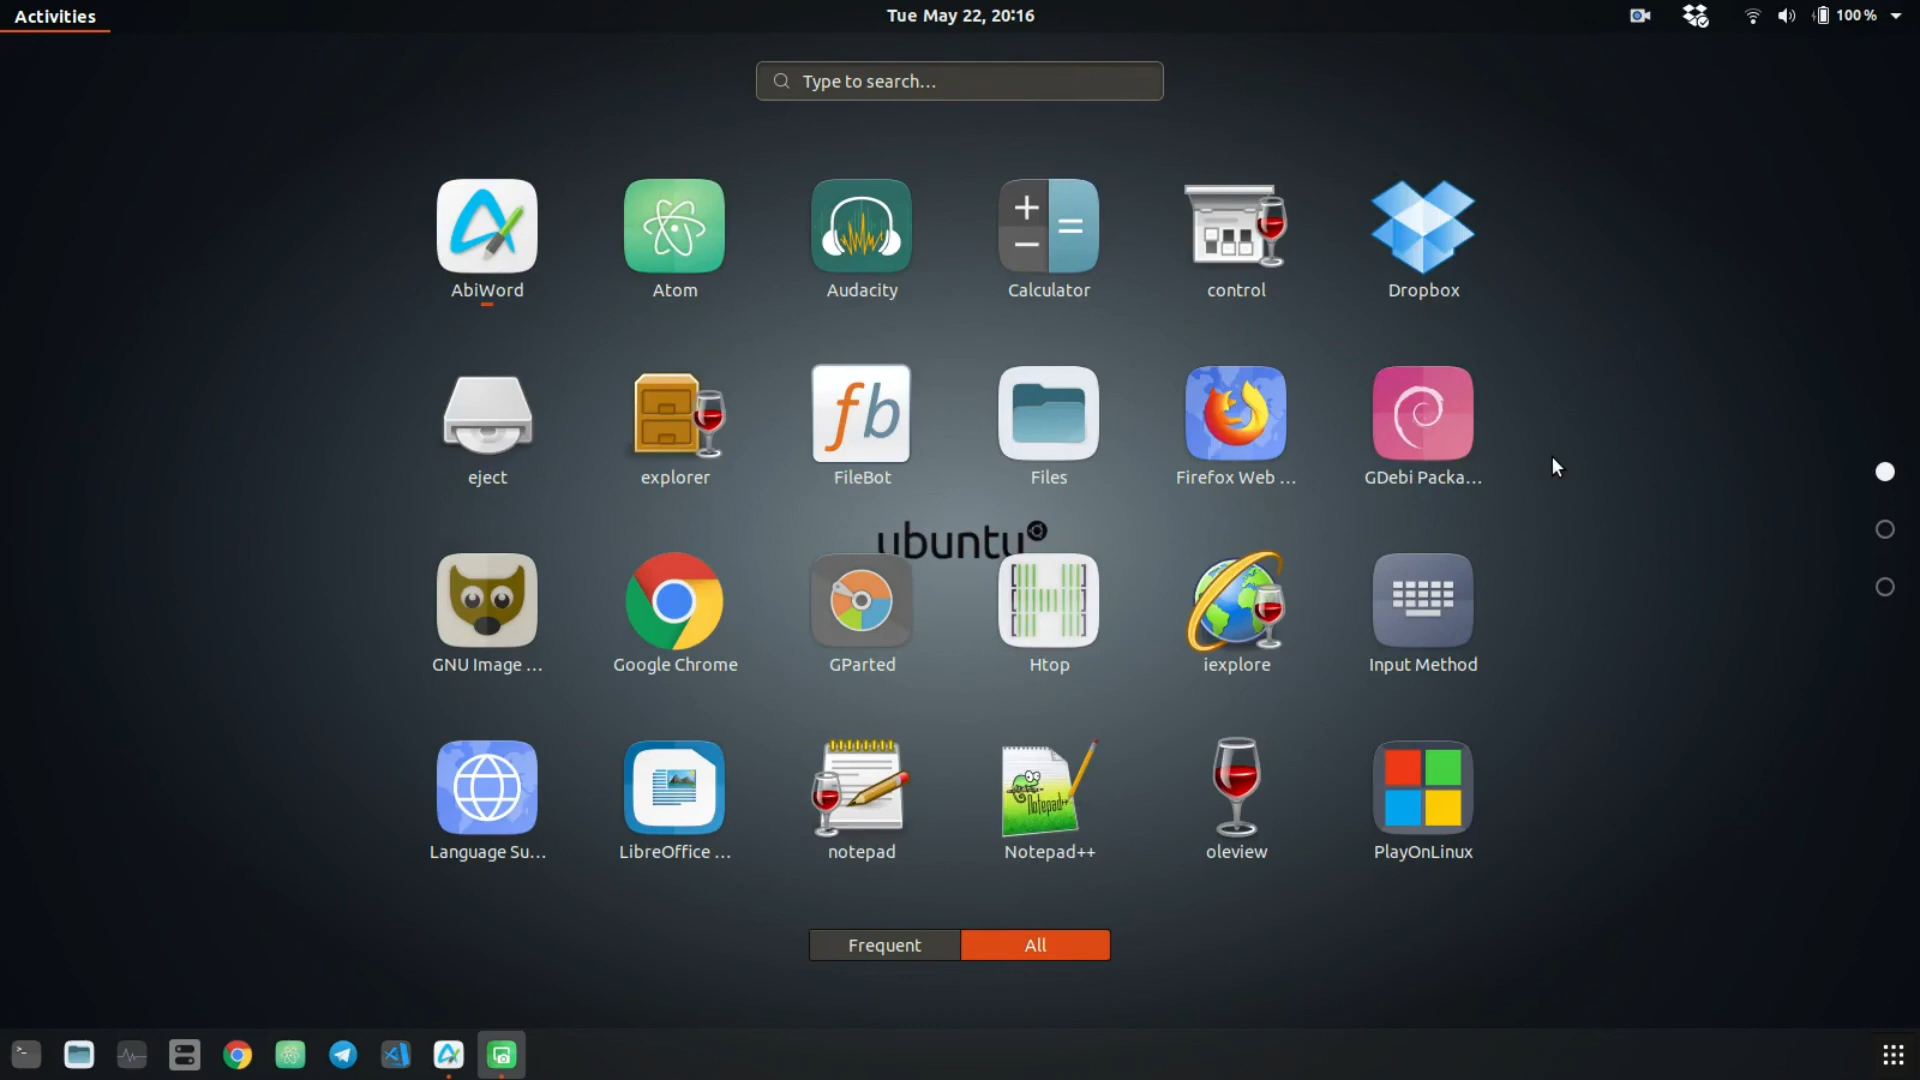 Activities
Tue May 22, 20:16
100 %
Type to search...
AbiWord
Atom
Audacity
Calculator
control
Dropbox
eject
explorer
fb
FileBot
Files
Firefox Web ...
GDebi Packa...
ubuntu
GNU Image ...
Google Chrome
GParted
Htop
iexplore
Input Method
Language Su...
LibreOffice ...
notepad
Notepad++
Notepad++
oleview
PlayOnLinux
Frequent
All